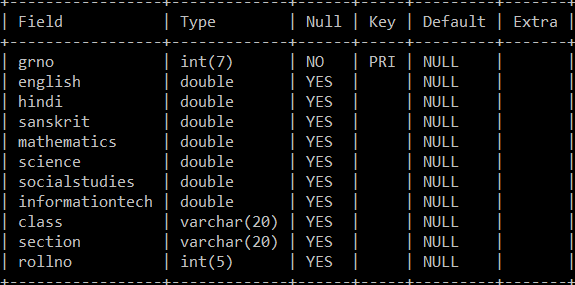 +----------------+-------------+------+-----+---------+-------+
| Field          | Type        | Null | Key | Default | Extra |
+----------------+-------------+------+-----+---------+-------+
| grno           | int(7)      | NO   | PRI | NULL    |       |
| english        | double      | YES  |     | NULL    |       |
| hindi          | double      | YES  |     | NULL    |       |
| sanskrit       | double      | YES  |     | NULL    |       |
| mathematics    | double      | YES  |     | NULL    |       |
| science        | double      | YES  |     | NULL    |       |
| socialstudies  | double      | YES  |     | NULL    |       |
| informationtech | double      | YES  |     | NULL    |       |
| class          | varchar(20) | YES  |     | NULL    |       |
| section        | varchar(20) | YES  |     | NULL    |       |
| rollno         | int(5)      | YES  |     | NULL    |       |
+----------------+-------------+------+-----+---------+-------+